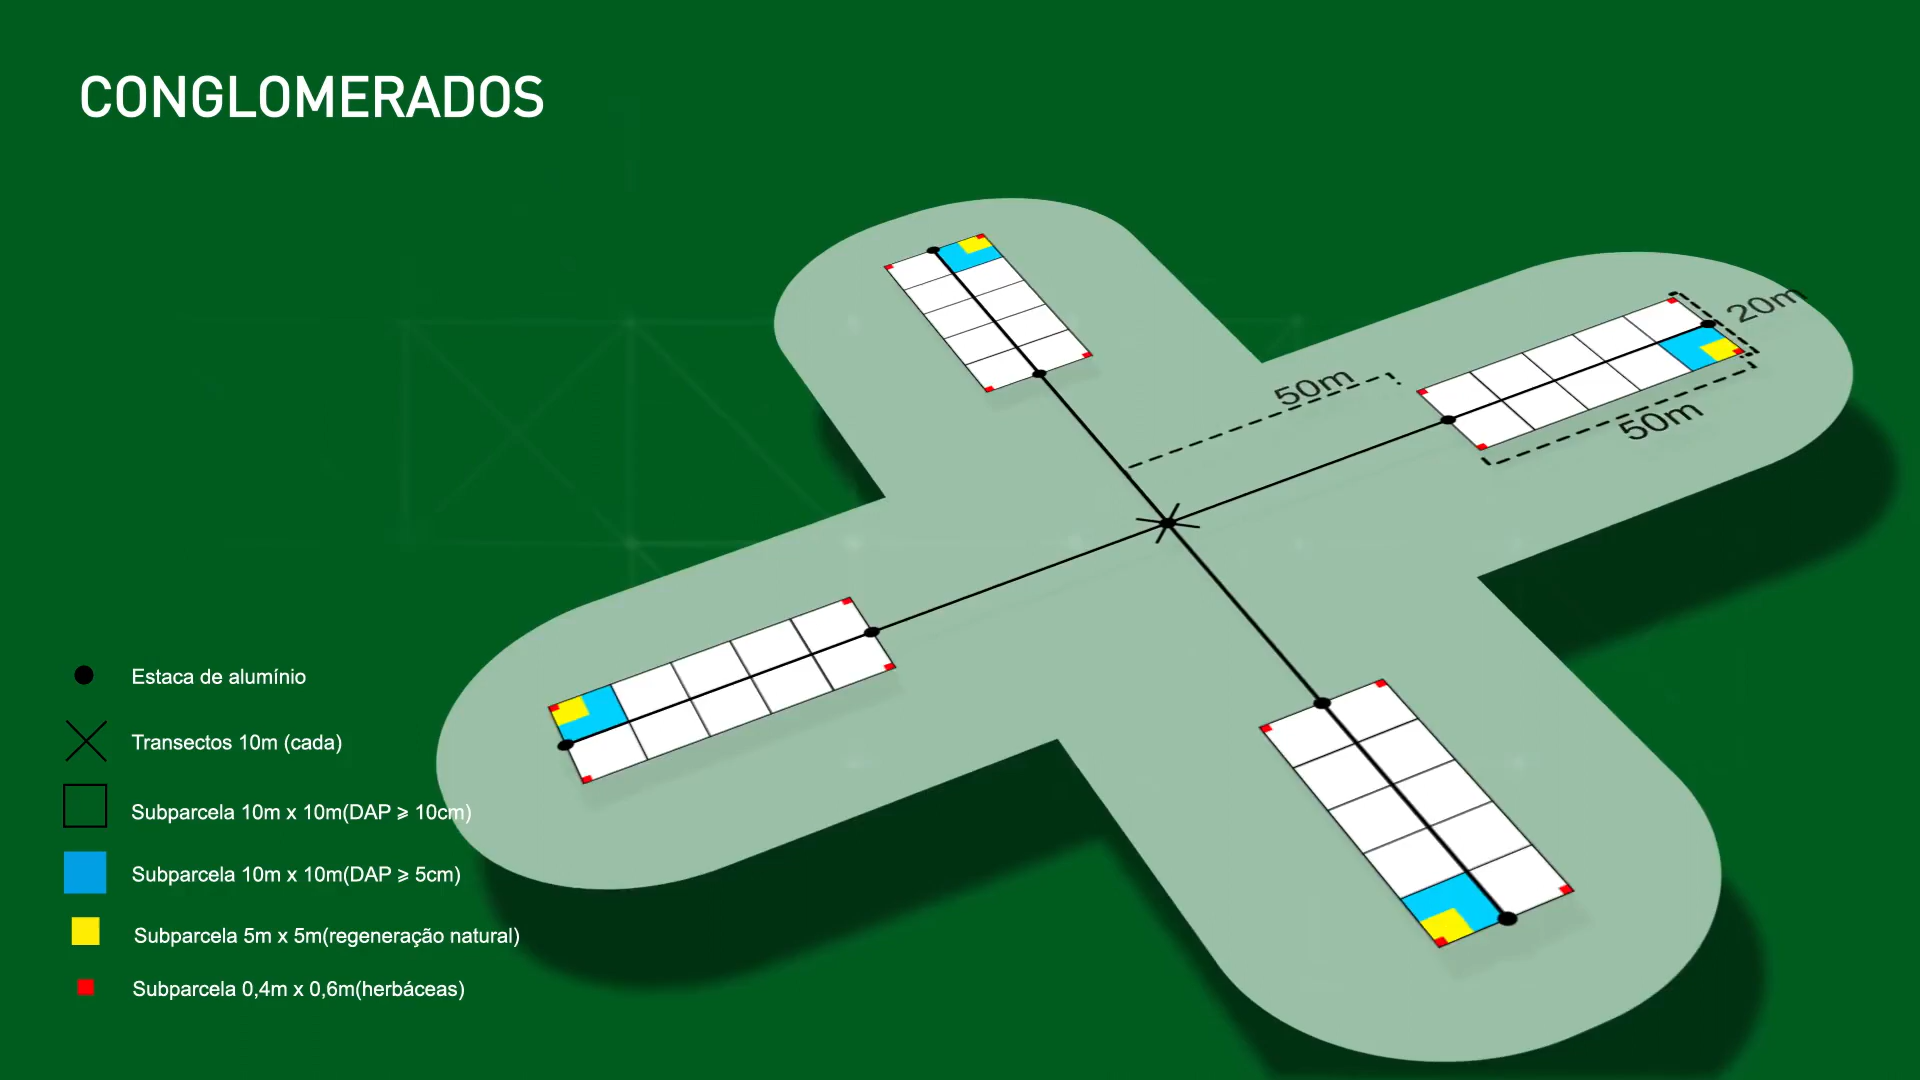 CONGLOMERADOS
20m
50m
50m
Estaca de alumínio
Transectos 10m (cada)
Subparcela 10m x 10m(DAP ⩾ 10cm)
Subparcela 10m x 10m(DAP ⩾ 5cm)
Subparcela 5m x 5m(regeneração natural)
Subparcela 0,4m x 0,6m(herbáceas)